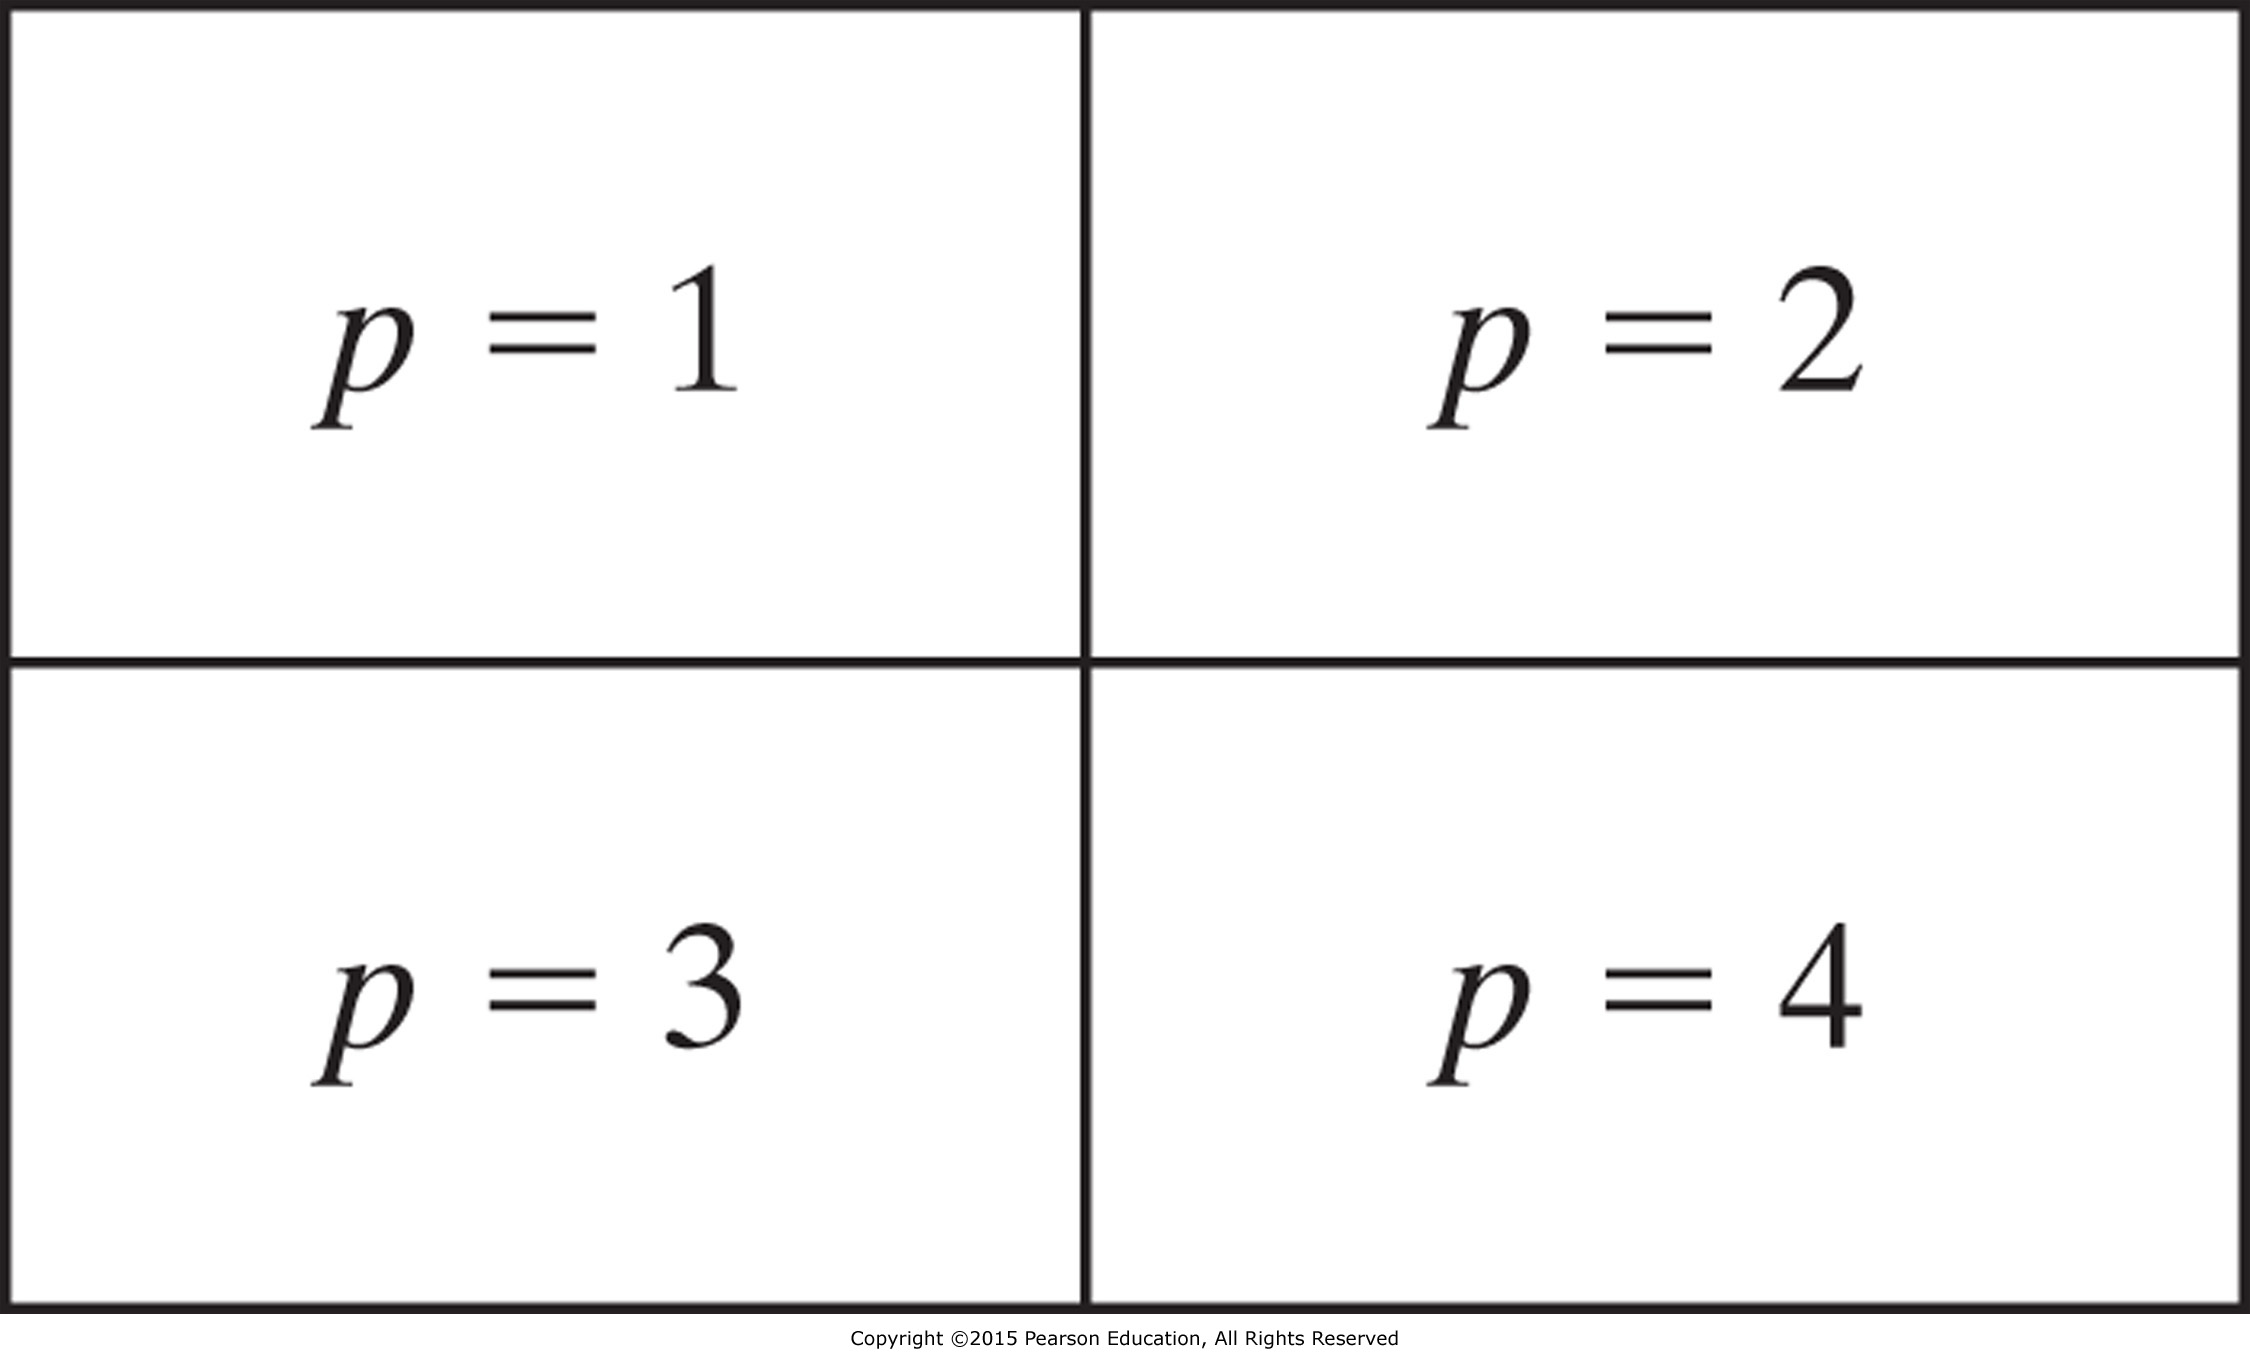 p = 1
p = 2
p = 3
p = 4
Copyright ©2015 Pearson Education, All Rights Reserved